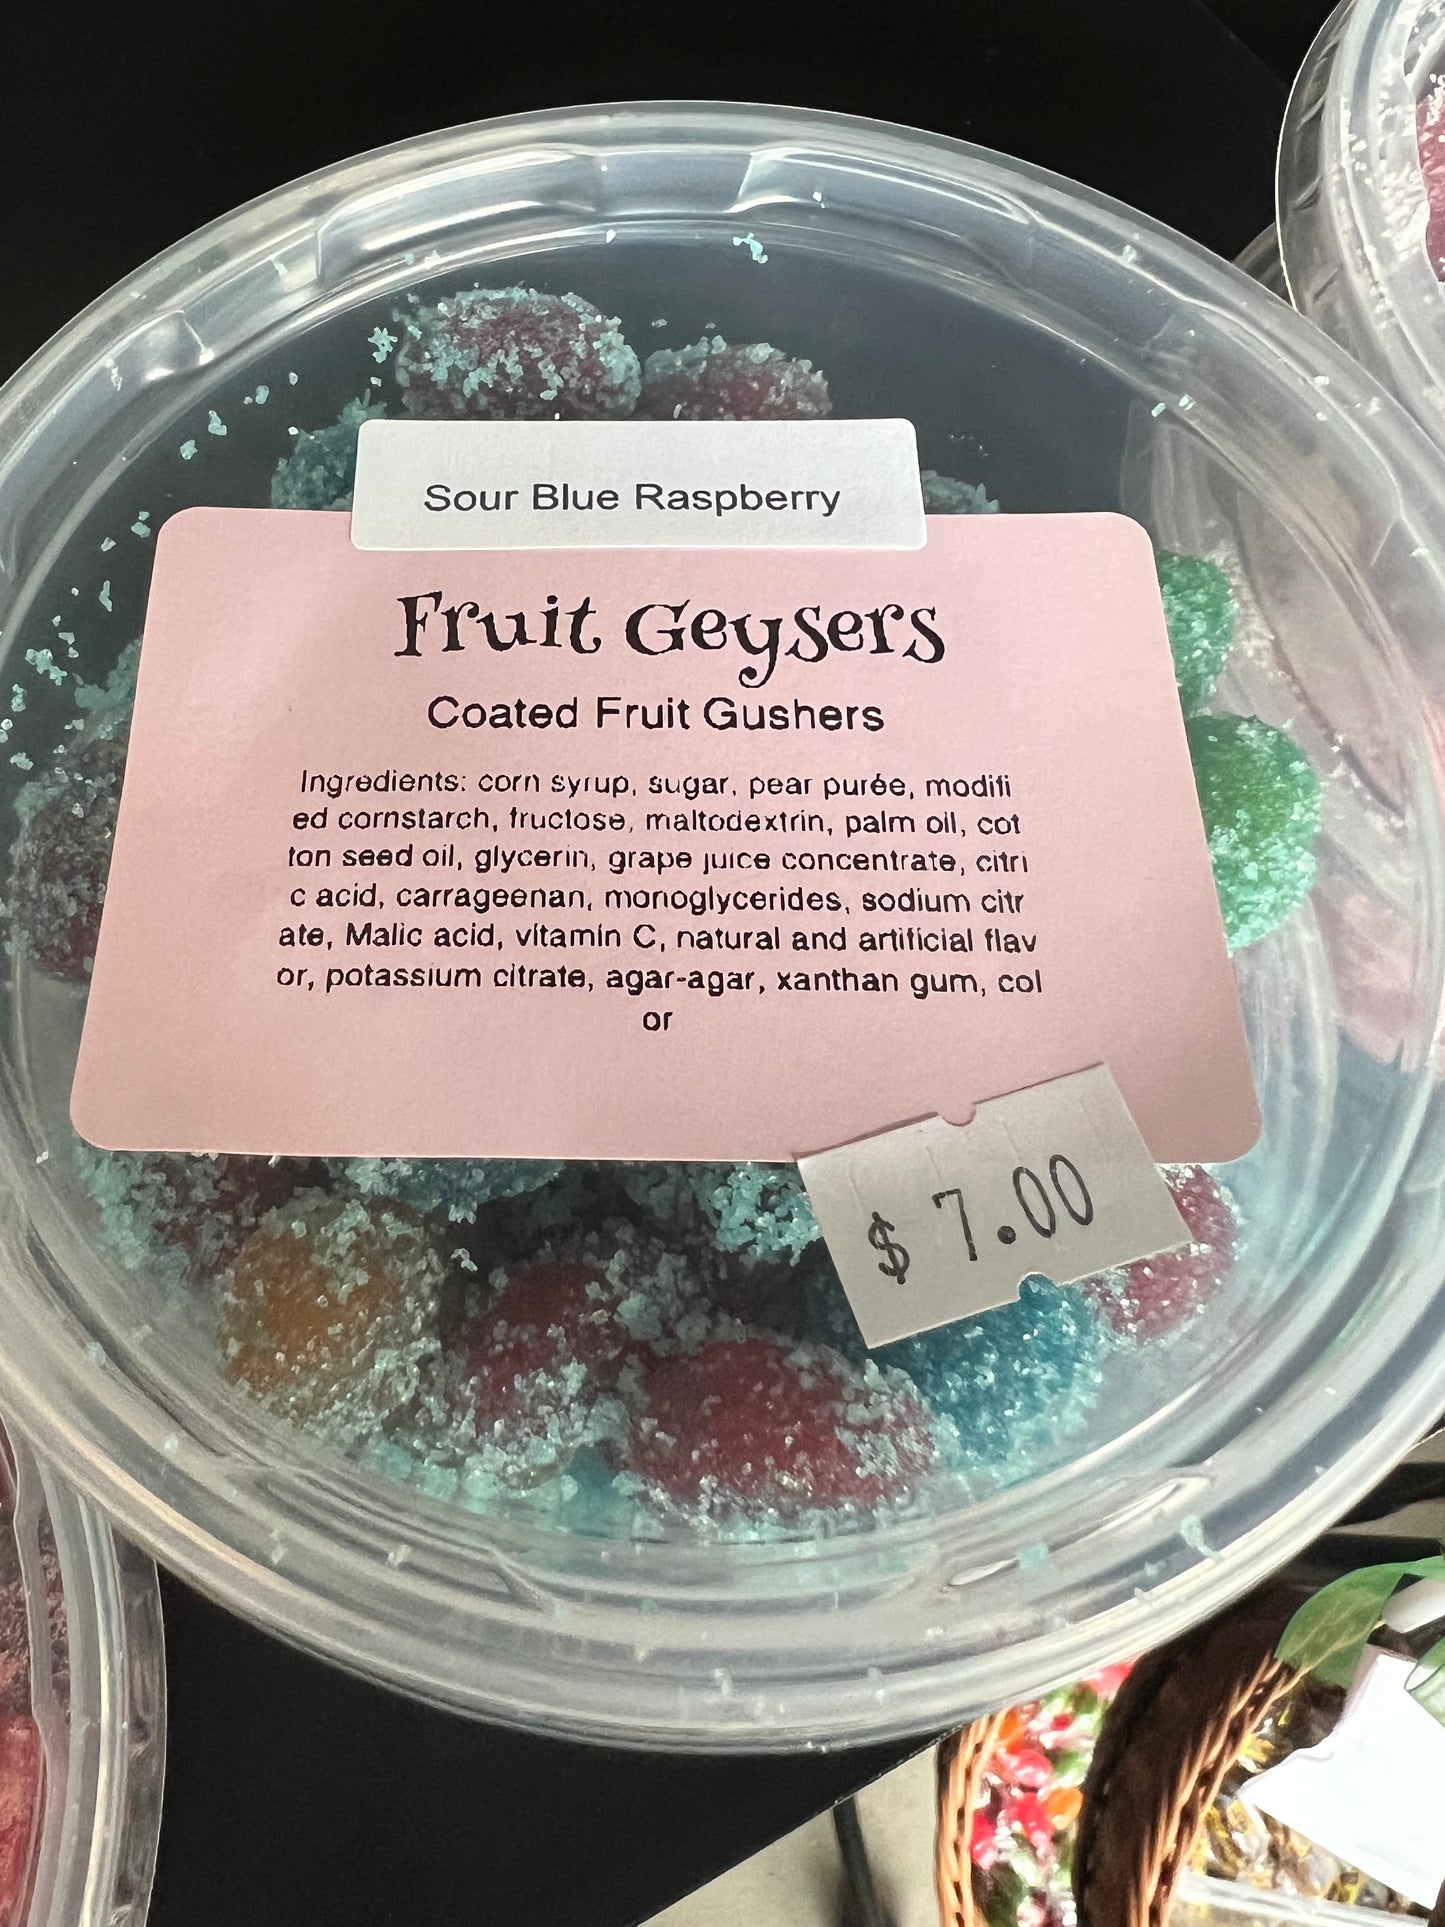 Sour Blue Raspberry
Fruit Geysers
Coated Fruit Gushers
Ingredients: corn syrup, sugar, pear purée, modifi
ed cornstarch, fructose, maltodextrin, palm oil, cot
ton seed oil, glycerin, grape juice concentrate, citri
c acid, carrageenan, monoglycerides, sodium citr
ate, Malic acid, vitamin C, natural and artificial flav
or, potassium citrate, agar-agar, xanthan gum, col
or
$ 7.00